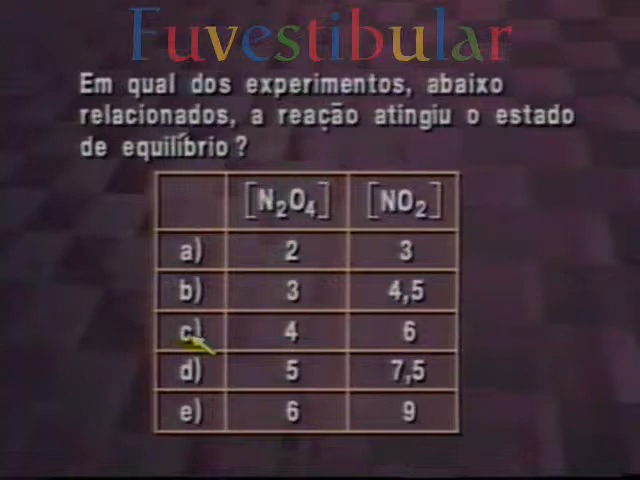 Fuvestibular
Em qual dos experimentos, abaixo
relacionados, a reação atingiu o estado
de equilíbrio?
[N₂O₄] [NO₂]
a) 2 3
b) 3 4,5
c) 4 6
d) 5 7,5
e) 6 9